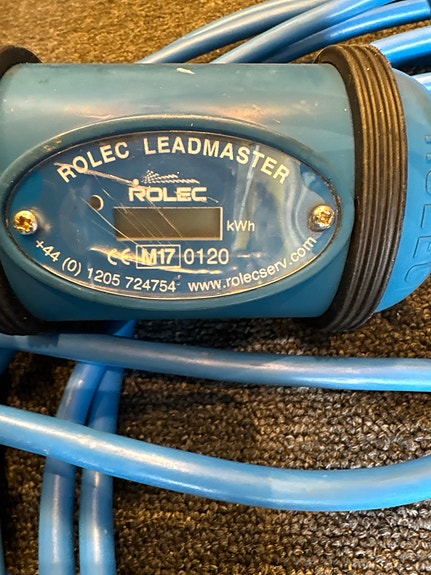 ROLEC LEADMASTER
ROLEC
kWh
CE M17 0120
+44 (0) 1205 724754 www.rolecserv.com